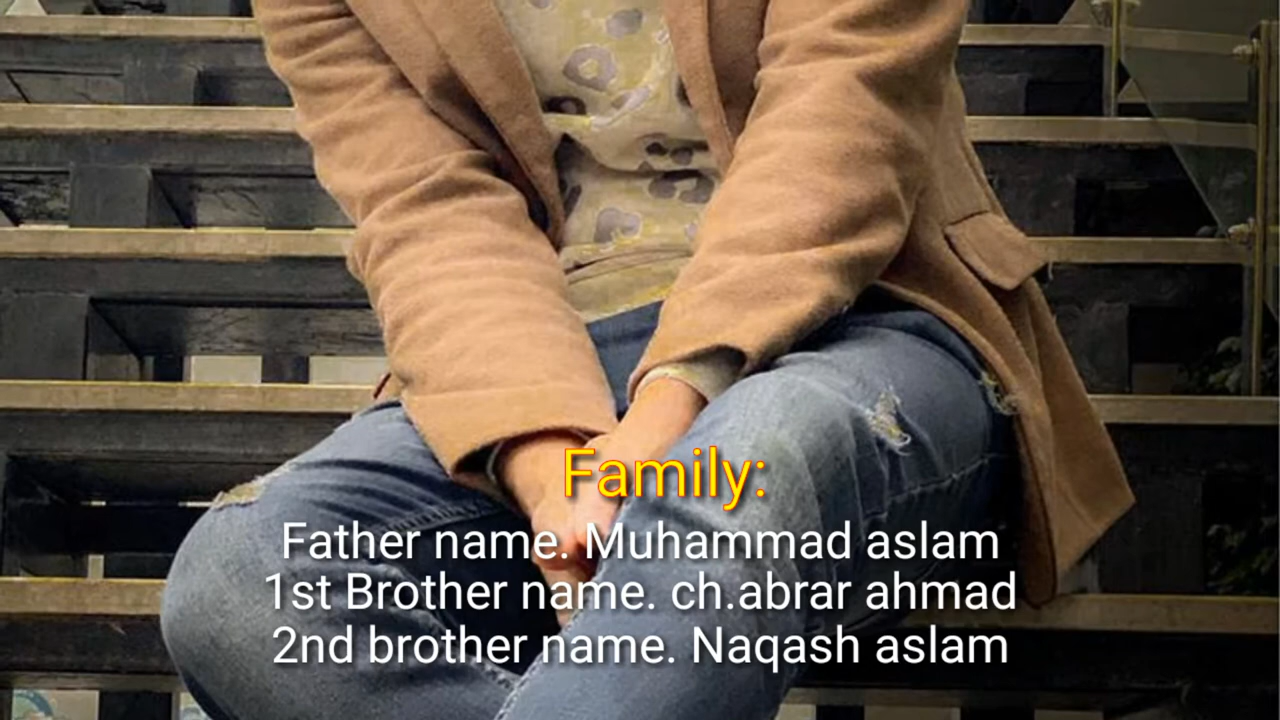 Family:
Father name. Muhammad aslam
1st Brother name. ch.abrar ahmad
2nd brother name. Naqash aslam